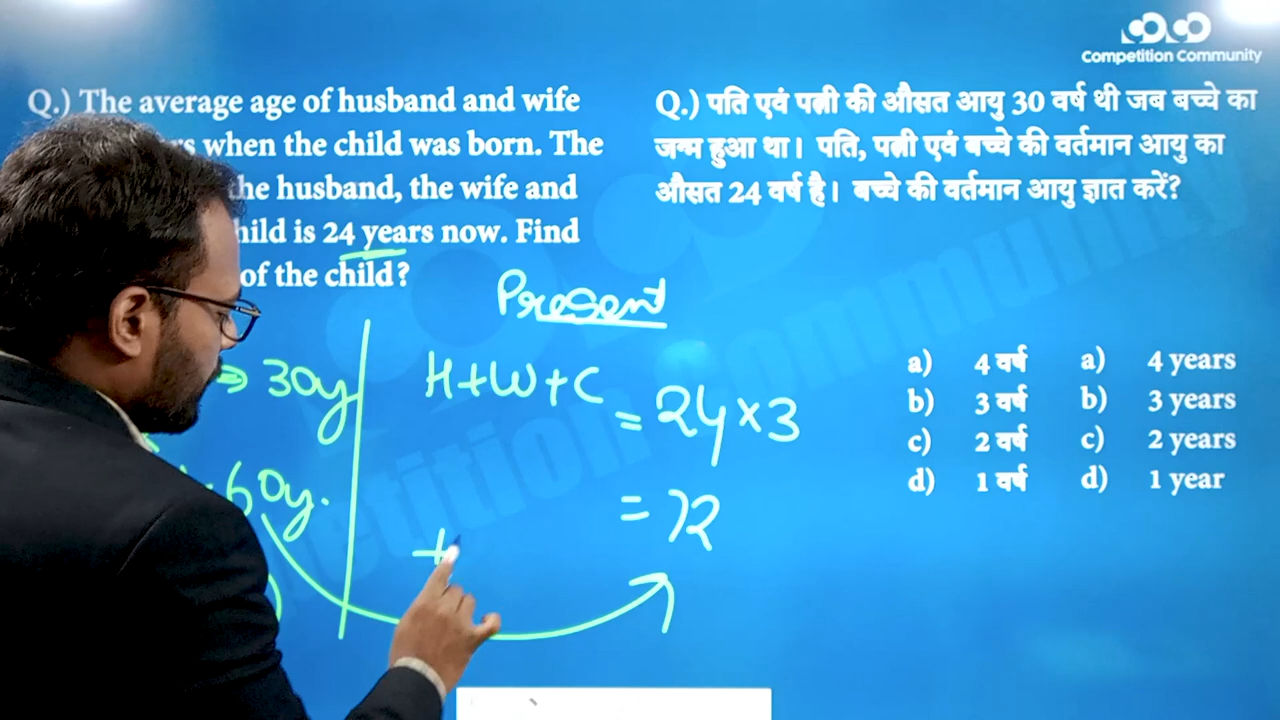 Competition Community
Q.) The average age of husband and wife
when the child was born. The
the husband, the wife and
child is 24 years now. Find
of the child?
Q.) पति एवं पत्नी की औसत आयु 30 वर्ष थी जब बच्चे का
जन्म हुआ था। पति, पत्नी एवं बच्चे की वर्तमान आयु का
औसत 24 वर्ष है। बच्चे की वर्तमान आयु ज्ञात करें?
Present
⇒ 30y
H+W+C
= 24×3
60y.
= 72
+
a) 4 वर्ष a) 4 years
b) 3 वर्ष b) 3 years
c) 2 वर्ष c) 2 years
d) 1 वर्ष d) 1 year